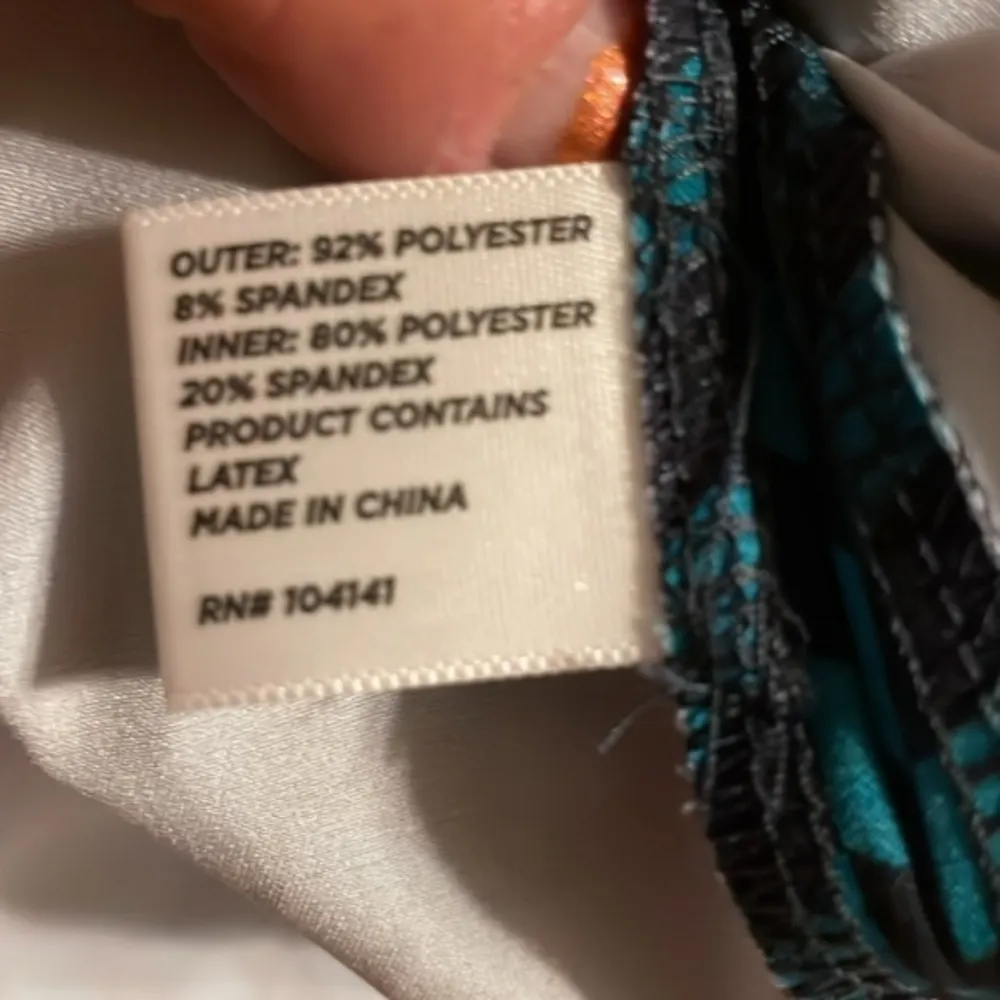 OUTER: 92% POLYESTER
8% SPANDEX
INNER: 80% POLYESTER
20% SPANDEX
PRODUCT CONTAINS
LATEX
MADE IN CHINA
RN# 104141